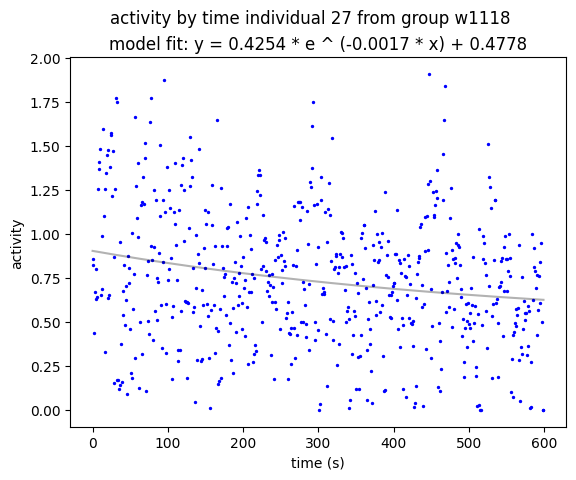 activity by time individual 27 from group w1118
model fit: y = 0.4254 * e ^ (-0.0017 * x) + 0.4778
2.00
1.75
1.50
1.25
1.00
0.75
0.50
0.25
0.00
activity
0 100 200 300 400 500 600
time (s)